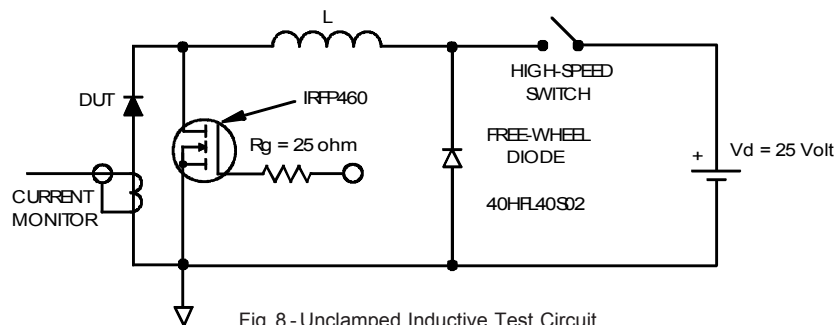 L
HIGH-SPEED
SWITCH
DUT
IRFP460
Rg = 25 ohm
FREE-WHEEL
DIODE
+
Vd = 25 Volt
CURRENT
MONITOR
40HFL40S02
Fig. 8 - Unclamped Inductive Test Circuit